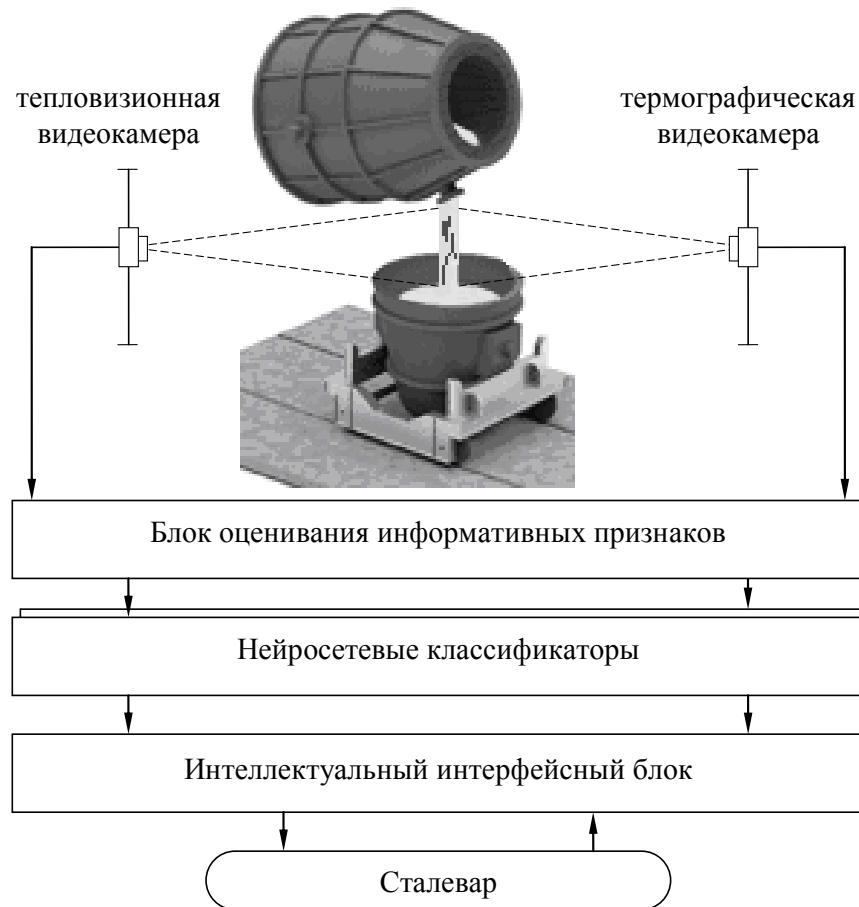 тепловизионная
видеокамера
термографическая
видеокамера
Блок оценивания информативных признаков
Нейросетевые классификаторы
Интеллектуальный интерфейсный блок
Сталевар